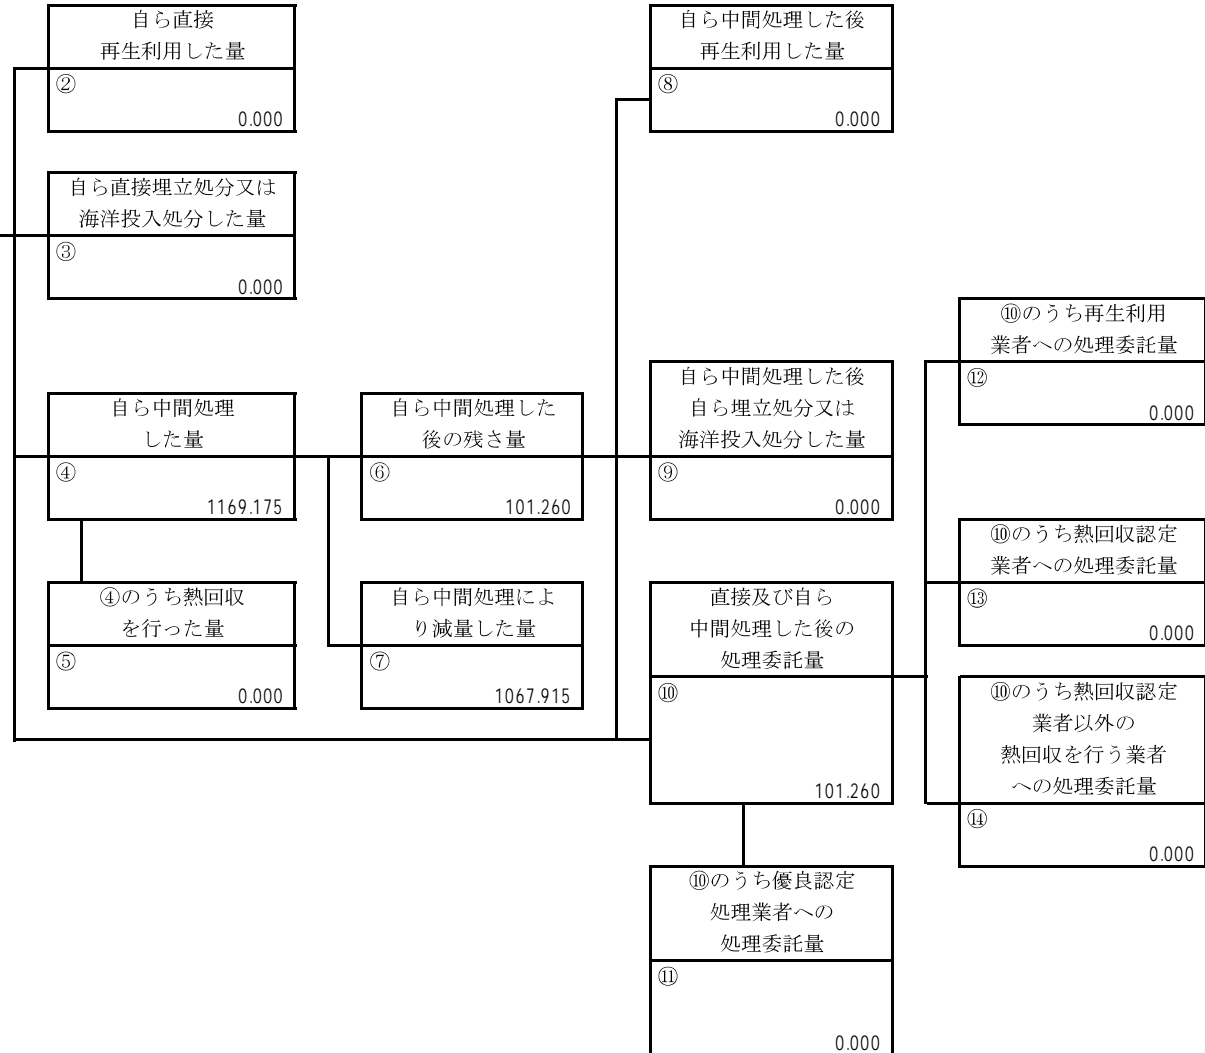 自ら直接
再生利用した量
②
0.000
自ら中間処理した後
再生利用した量
⑧
0.000
自ら直接埋立処分又は
海洋投入処分した量
③
0.000
⑩のうち再生利用
業者への処理委託量
⑫
0.000
自ら中間処理
した量
④
1169.175
自ら中間処理した
後の残さ量
⑥
101.260
自ら中間処理した後
自ら埋立処分又は
海洋投入処分した量
⑨
0.000
⑩のうち熱回収認定
業者への処理委託量
⑬
0.000
④のうち熱回収
を行った量
⑤
0.000
自ら中間処理によ
り減量した量
⑦
1067.915
直接及び自ら
中間処理した後の
処理委託量
⑩
101.260
⑩のうち熱回収認定
業者以外の
熱回収を行う業者
への処理委託量
⑭
0.000
⑩のうち優良認定
処理業者への
処理委託量
⑪
0.000